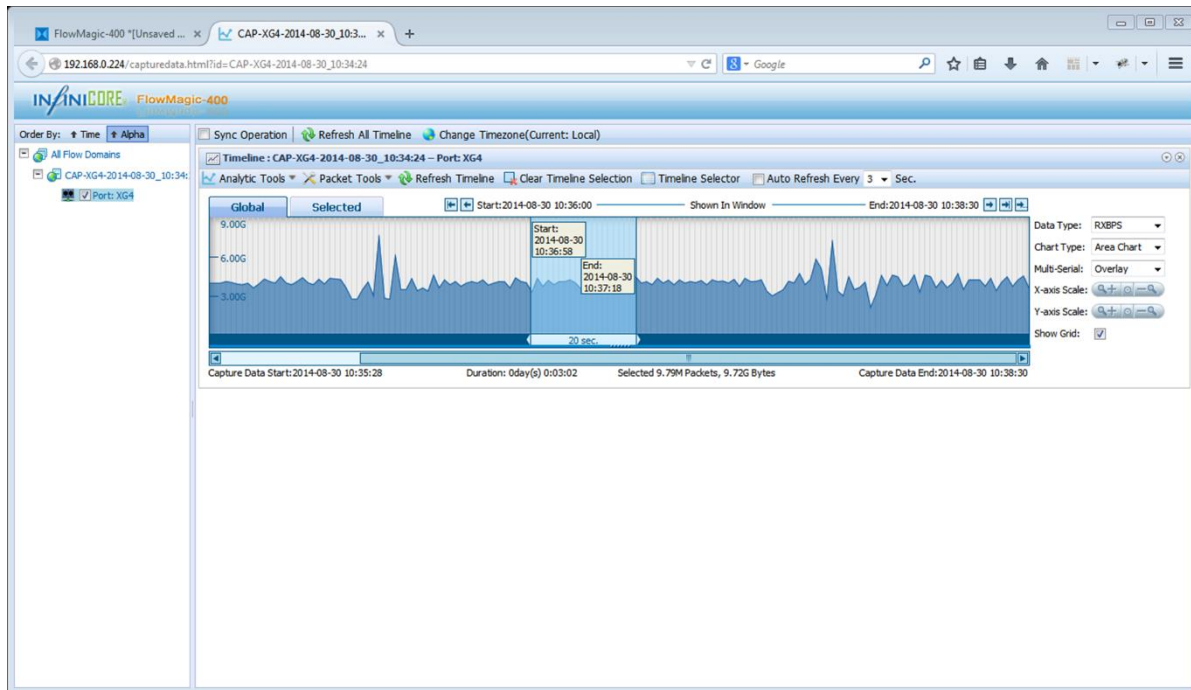 FlowMagic-400 *[Unsaved ...
CAP-XG4-2014-08-30_10:3...
192.168.0.224/capturedata.html?id=CAP-XG4-2014-08-30_10:34:24
Google
INFINICORE FlowMagic-400
Order By: Time Alpha
All Flow Domains
CAP-XG4-2014-08-30_10:34:
Port: XG4
Sync Operation Refresh All Timeline Change Timezone(Current: Local)
Timeline : CAP-XG4-2014-08-30_10:34:24 – Port: XG4
Analytic Tools Packet Tools Refresh Timeline Clear Timeline Selection Timeline Selector Auto Refresh Every 3 Sec.
Global Selected
Start:2014-08-30 10:36:00 Shown In Window End:2014-08-30 10:38:30
9.00G
6.00G
3.00G
Start:
2014-08-30
10:36:58
End:
2014-08-30
10:37:18
20 sec.
Data Type: RXBPS
Chart Type: Area Chart
Multi-Serial: Overlay
X-axis Scale:
Y-axis Scale:
Show Grid:
Capture Data Start:2014-08-30 10:35:28 Duration: 0day(s) 0:03:02 Selected 9.79M Packets, 9.72G Bytes Capture Data End:2014-08-30 10:38:30